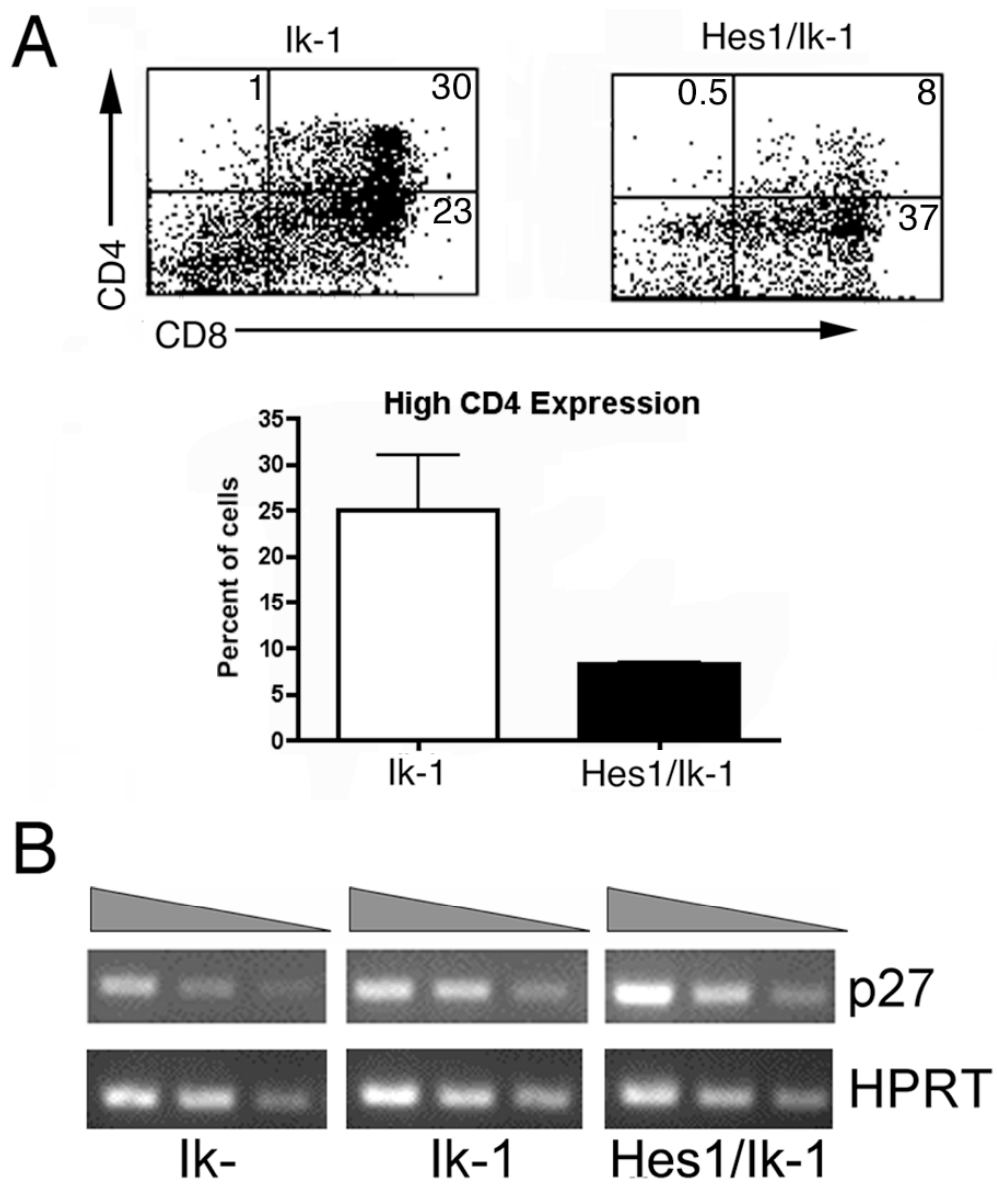 A
Ik-1
Hes1/Ik-1
1
30
23
0.5
8
37
CD4
CD8
High CD4 Expression
Percent of cells
35
30
25
20
15
10
5
0
Ik-1
Hes1/Ik-1
B
p27
HPRT
Ik-
Ik-1
Hes1/Ik-1